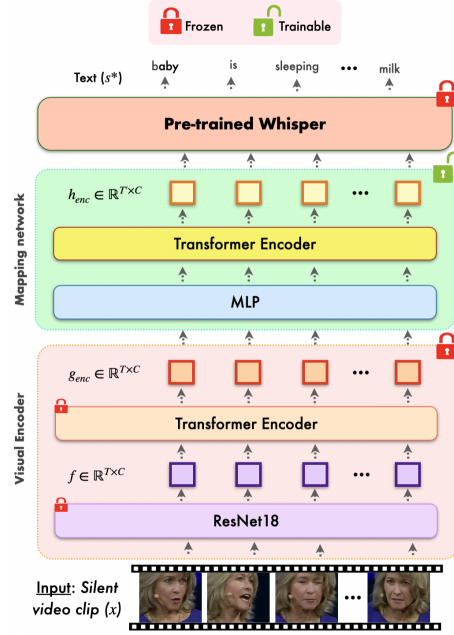 Frozen
Trainable
Text (s*)
baby is sleeping ••• milk
Pre-trained Whisper
Mapping network
h_enc ∈ ℝ^{T×C}
•••
Transformer Encoder
MLP
Visual Encoder
g_enc ∈ ℝ^{T×C}
•••
Transformer Encoder
f ∈ ℝ^{T×C}
•••
ResNet18
Input: Silent
video clip (x)
•••